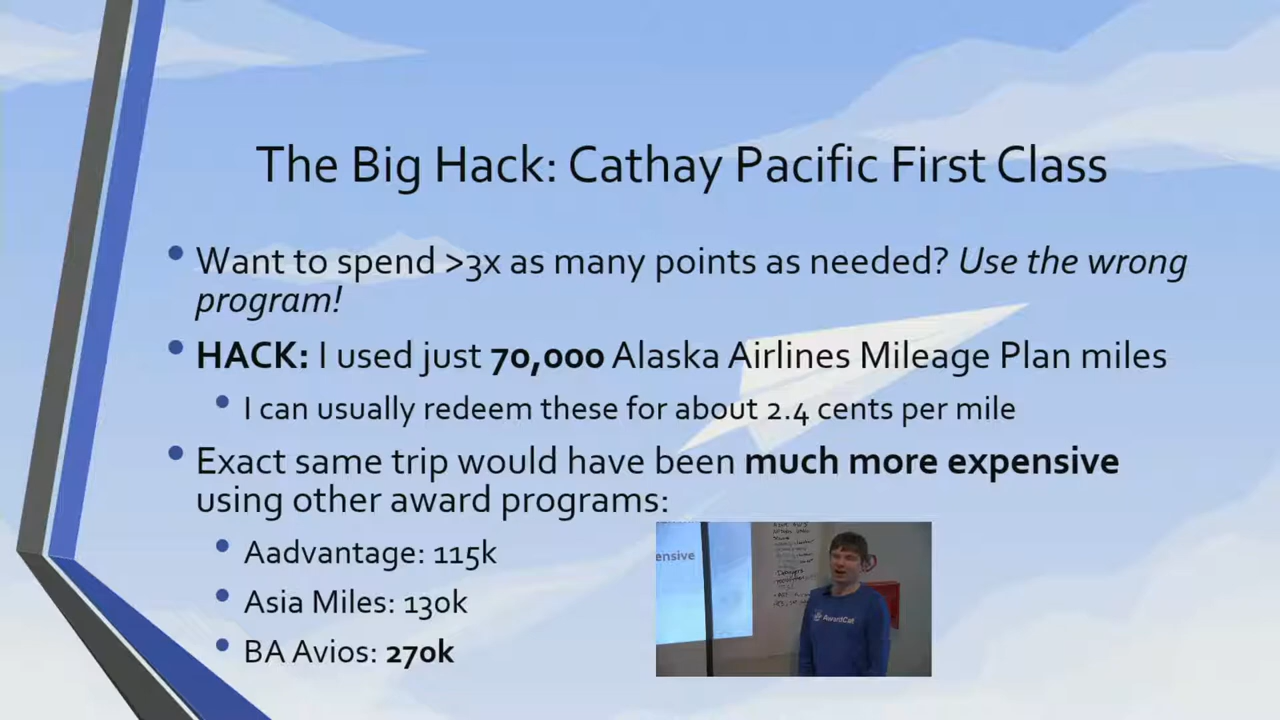 The Big Hack: Cathay Pacific First Class
• Want to spend >3x as many points as needed? Use the wrong
program!
• HACK: I used just 70,000 Alaska Airlines Mileage Plan miles
• I can usually redeem these for about 2.4 cents per mile
• Exact same trip would have been much more expensive
using other award programs:
• Aadvantage: 115k
• Asia Miles: 130k
• BA Avios: 270k
ensive
AwardCat